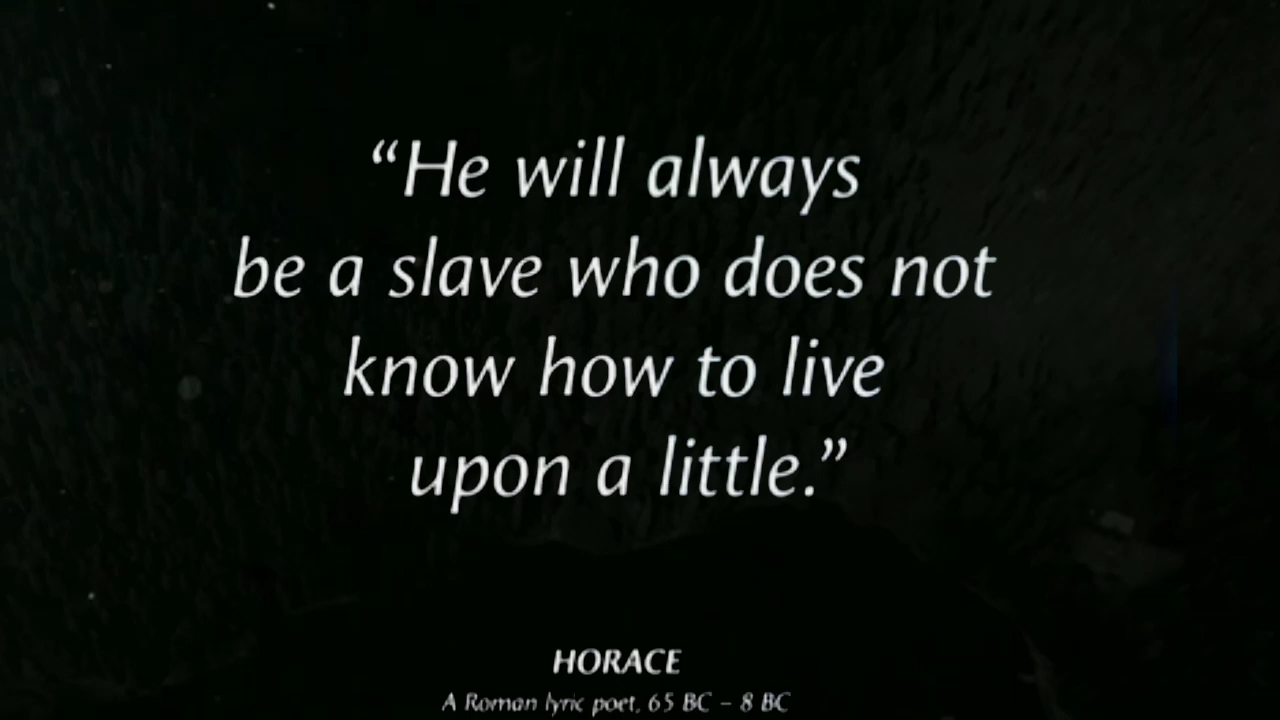 “He will always
be a slave who does not
know how to live
upon a little.”
HORACE
A Roman lyric poet, 65 BC – 8 BC